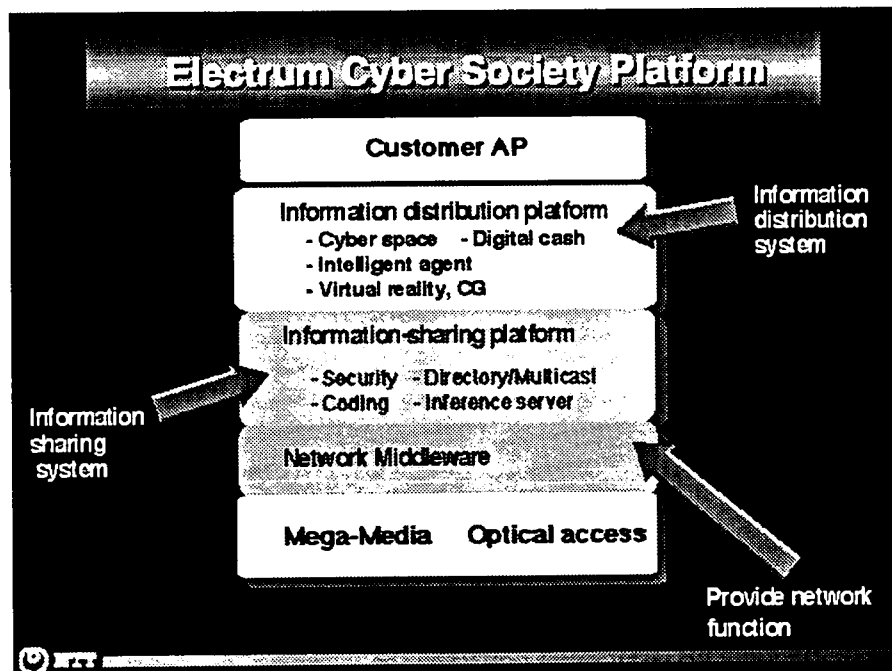 Electrum Cyber Society Platform
Customer AP
Information distribution platform
- Cyber space - Digital cash
- Intelligent agent
- Virtual reality, CG
Information
distribution
system
Information-sharing platform
- Security - Directory/Multicast
- Coding - Inference server
Information
sharing
system
Network Middleware
Mega-Media Optical access
Provide network
function
NTT